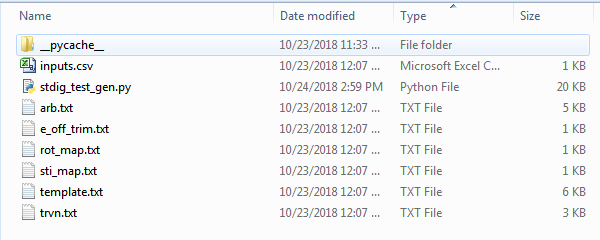 Name Date modified Type Size
__pycache__ 10/23/2018 11:33 ... File folder
inputs.csv 10/23/2018 12:07 ... Microsoft Excel C... 1 KB
stdig_test_gen.py 10/24/2018 2:59 PM Python File 20 KB
arb.txt 10/23/2018 12:07 ... TXT File 5 KB
e_off_trim.txt 10/23/2018 12:07 ... TXT File 1 KB
rot_map.txt 10/23/2018 12:07 ... TXT File 1 KB
sti_map.txt 10/23/2018 12:07 ... TXT File 1 KB
template.txt 10/23/2018 12:07 ... TXT File 6 KB
trvn.txt 10/23/2018 12:07 ... TXT File 3 KB